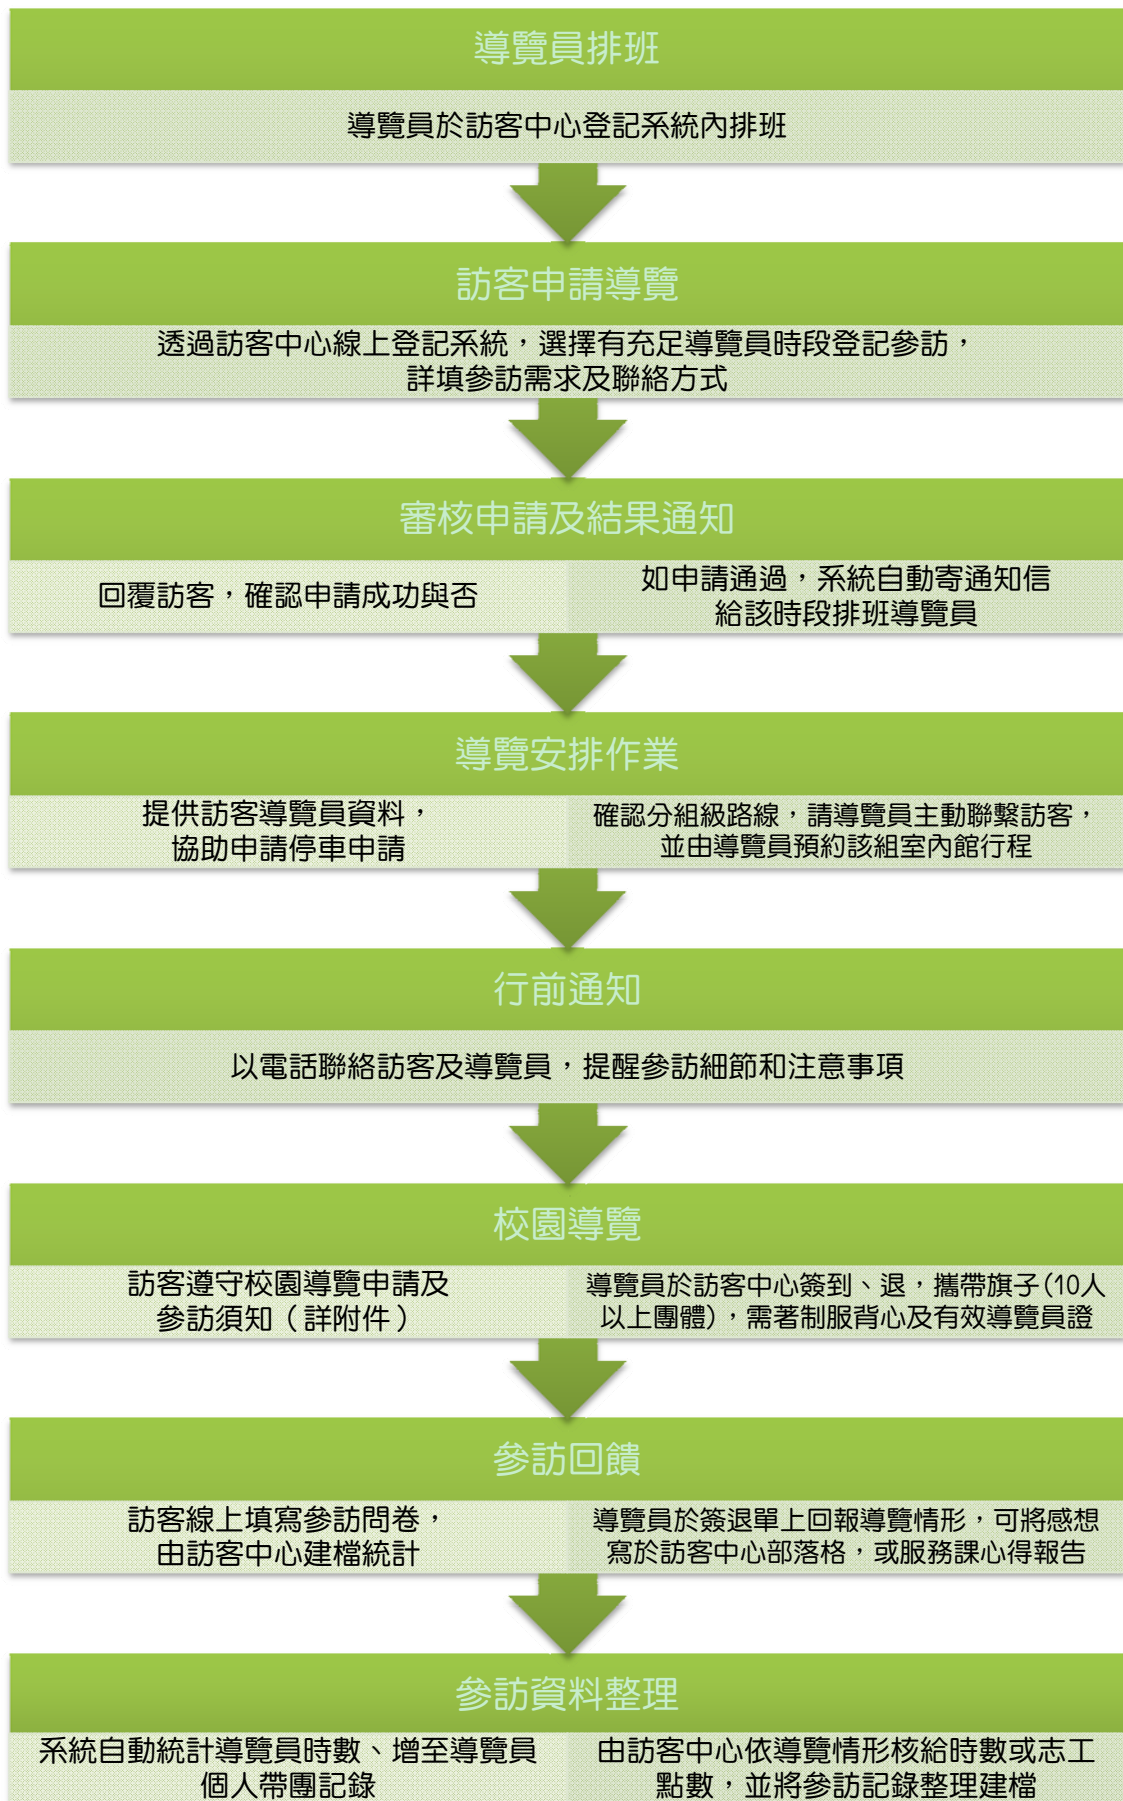 導覽員排班
導覽員於訪客中心登記系統內排班
訪客申請導覽
透過訪客中心線上登記系統，選擇有充足導覽員時段登記參訪，
詳填參訪需求及聯絡方式
審核申請及結果通知
回覆訪客，確認申請成功與否
如申請通過，系統自動寄通知信
給該時段排班導覽員
導覽安排作業
提供訪客導覽員資料，
協助申請停車申請
確認分組級路線，請導覽員主動聯繫訪客，
並由導覽員預約該組室內館行程
行前通知
以電話聯絡訪客及導覽員，提醒參訪細節和注意事項
校園導覽
訪客遵守校園導覽申請及
參訪須知（詳附件）
導覽員於訪客中心簽到、退，攜帶旗子(10人
以上團體)，需著制服背心及有效導覽員證
參訪回饋
訪客線上填寫參訪問卷，
由訪客中心建檔統計
導覽員於簽退單上回報導覽情形，可將感想
寫於訪客中心部落格，或服務課心得報告
參訪資料整理
系統自動統計導覽員時數、增至導覽員
個人帶團記錄
由訪客中心依導覽情形核給時數或志工
點數，並將參訪記錄整理建檔